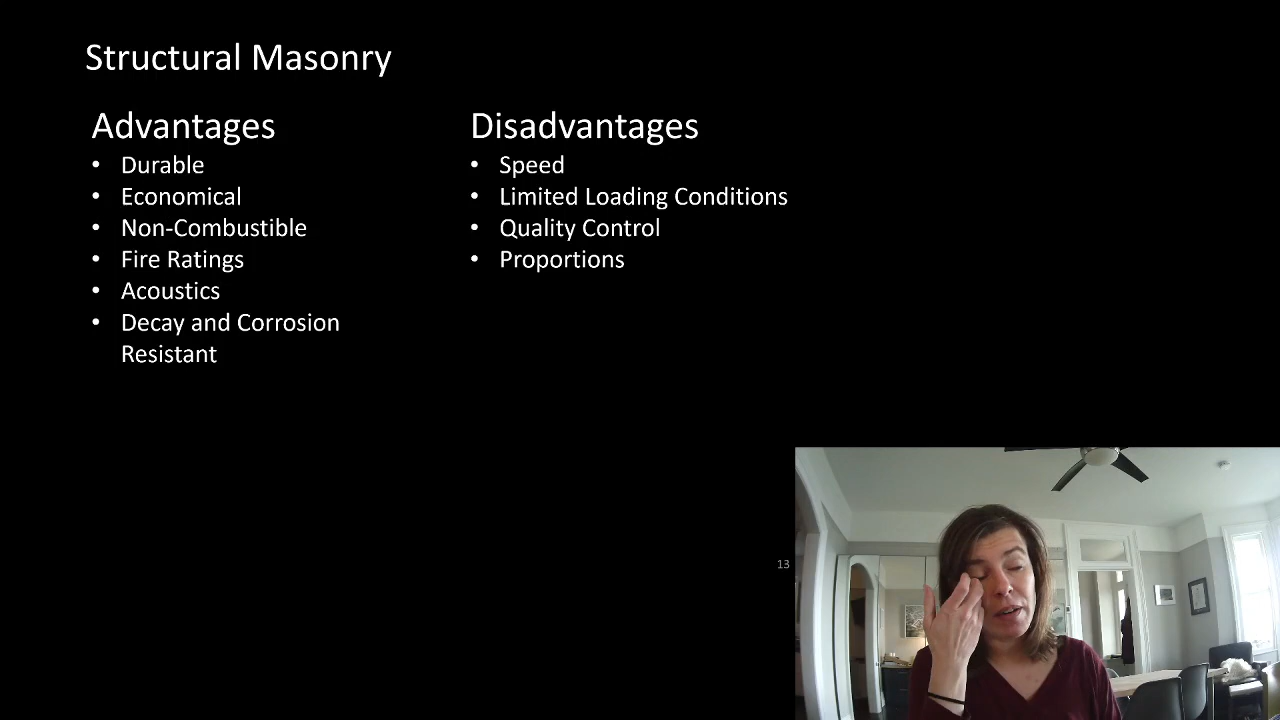 Structural Masonry
Advantages
• Durable
• Economical
• Non-Combustible
• Fire Ratings
• Acoustics
• Decay and Corrosion
Resistant
Disadvantages
• Speed
• Limited Loading Conditions
• Quality Control
• Proportions
13